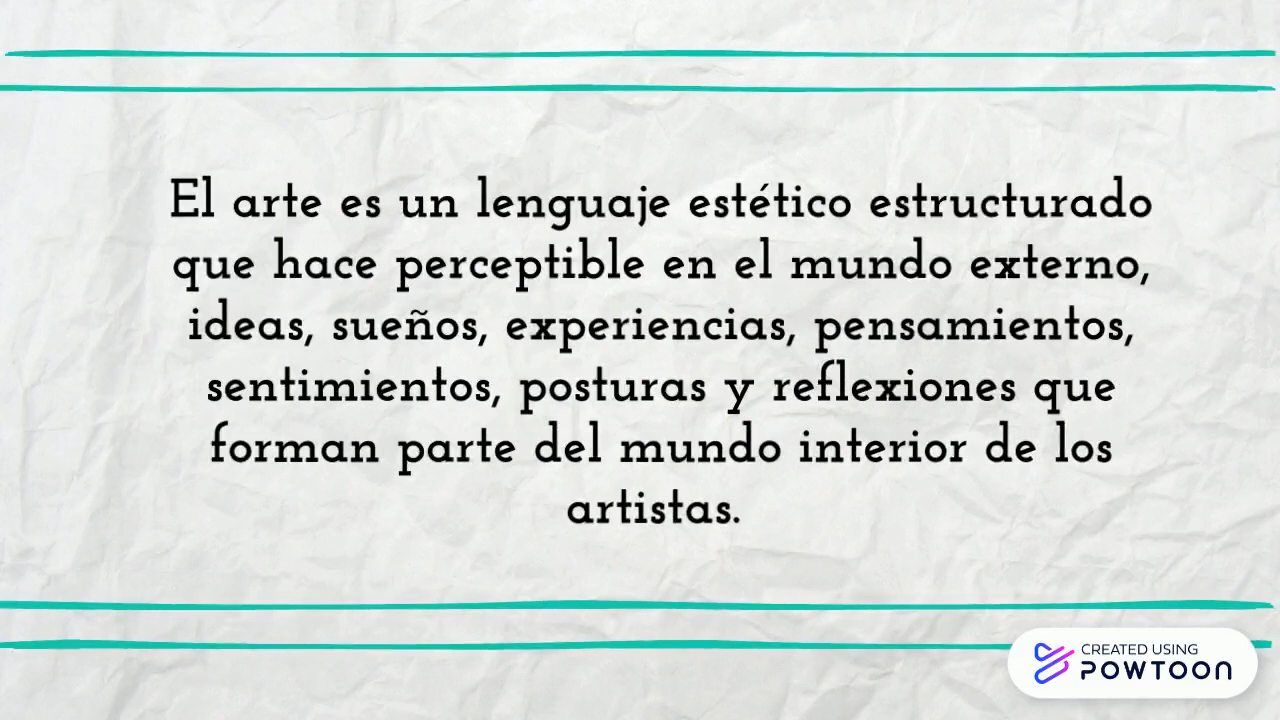 El arte es un lenguaje estético estructurado
que hace perceptible en el mundo externo,
ideas, sueños, experiencias, pensamientos,
sentimientos, posturas y reflexiones que
forman parte del mundo interior de los
artistas.
CREATED USING
POWTOON